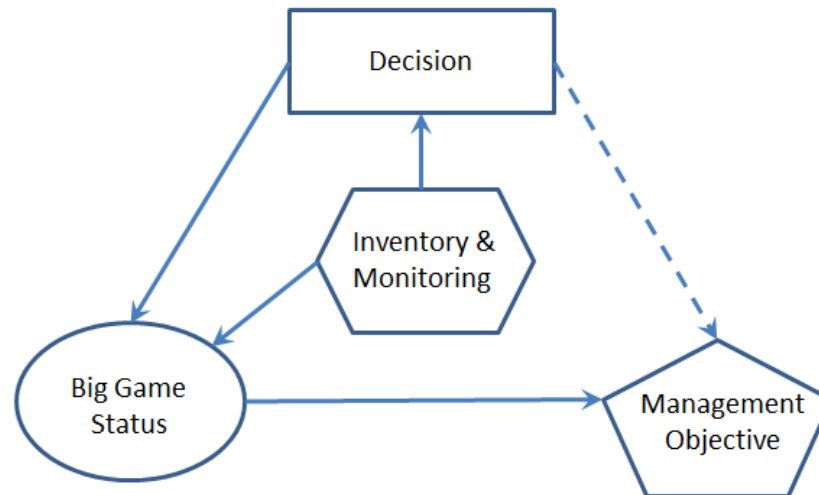 Decision
Inventory &
Monitoring
Big Game
Status
Management
Objective